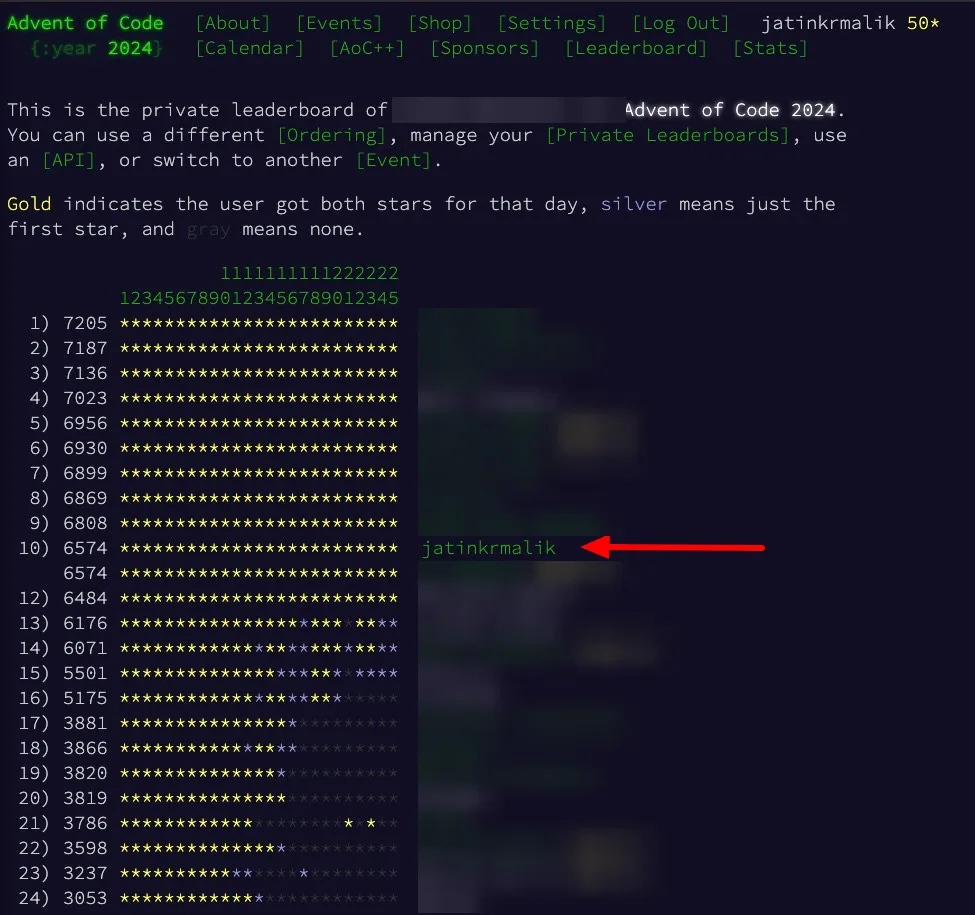 Advent of Code [About] [Events] [Shop] [Settings] [Log Out] jatinkrmalik 50*
{:year 2024} [Calendar] [AoC++] [Sponsors] [Leaderboard] [Stats]
This is the private leaderboard of Advent of Code 2024.
You can use a different [Ordering], manage your [Private Leaderboards], use
an [API], or switch to another [Event].
Gold indicates the user got both stars for that day, silver means just the
first star, and gray means none.
1111111111222222
1234567890123456789012345
1) 7205 *************************
2) 7187 *************************
3) 7136 *************************
4) 7023 *************************
5) 6956 *************************
6) 6930 *************************
7) 6899 *************************
8) 6869 *************************
9) 6808 *************************
10) 6574 ************************* jatinkrmalik
6574 *************************
12) 6484 *************************
13) 6176 *************************
14) 6071 *************************
15) 5501 *************************
16) 5175 *************************
17) 3881 *************************
18) 3866 *************************
19) 3820 *************************
20) 3819 *************************
21) 3786 *************************
22) 3598 *************************
23) 3237 *************************
24) 3053 *************************